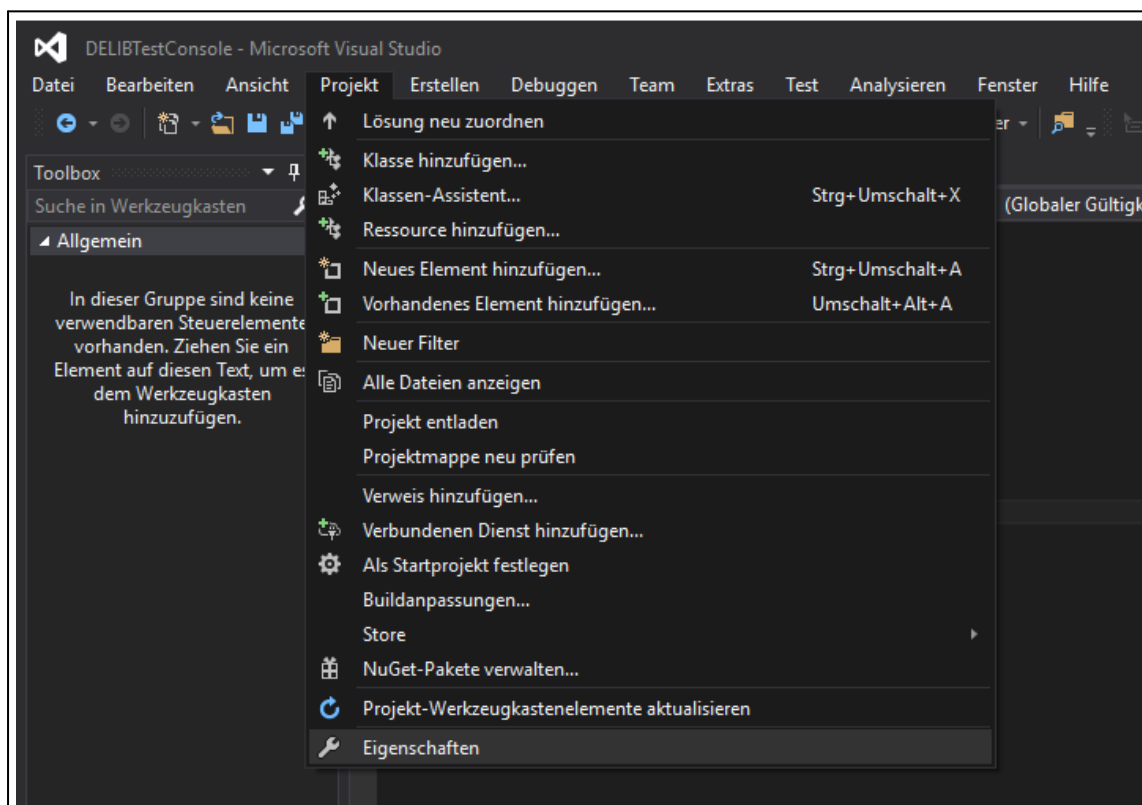 DELIBTestConsole - Microsoft Visual Studio
Datei Bearbeiten Ansicht Projekt Erstellen Debuggen Team Extras Test Analysieren Fenster Hilfe
Lösung neu zuordnen
Toolbox
Klasse hinzufügen...
Suche in Werkzeugkasten
Klassen-Assistent... Strg+Umschalt+X
Ressource hinzufügen...
Allgemein
Neues Element hinzufügen... Strg+Umschalt+A
Vorhandenes Element hinzufügen... Umschalt+Alt+A
In dieser Gruppe sind keine
verwendbaren Steuerelemente
vorhanden. Ziehen Sie ein
Element auf diesen Text, um
dem Werkzeugkasten
hinzuzufügen.
Neuer Filter
Alle Dateien anzeigen
Projekt entladen
Projektmappe neu prüfen
Verweis hinzufügen...
Verbundenen Dienst hinzufügen...
Als Startprojekt festlegen
Buildanpassungen...
Store
NuGet-Pakete verwalten...
Projekt-Werkzeugkastenelemente aktualisieren
Eigenschaften
(Globaler